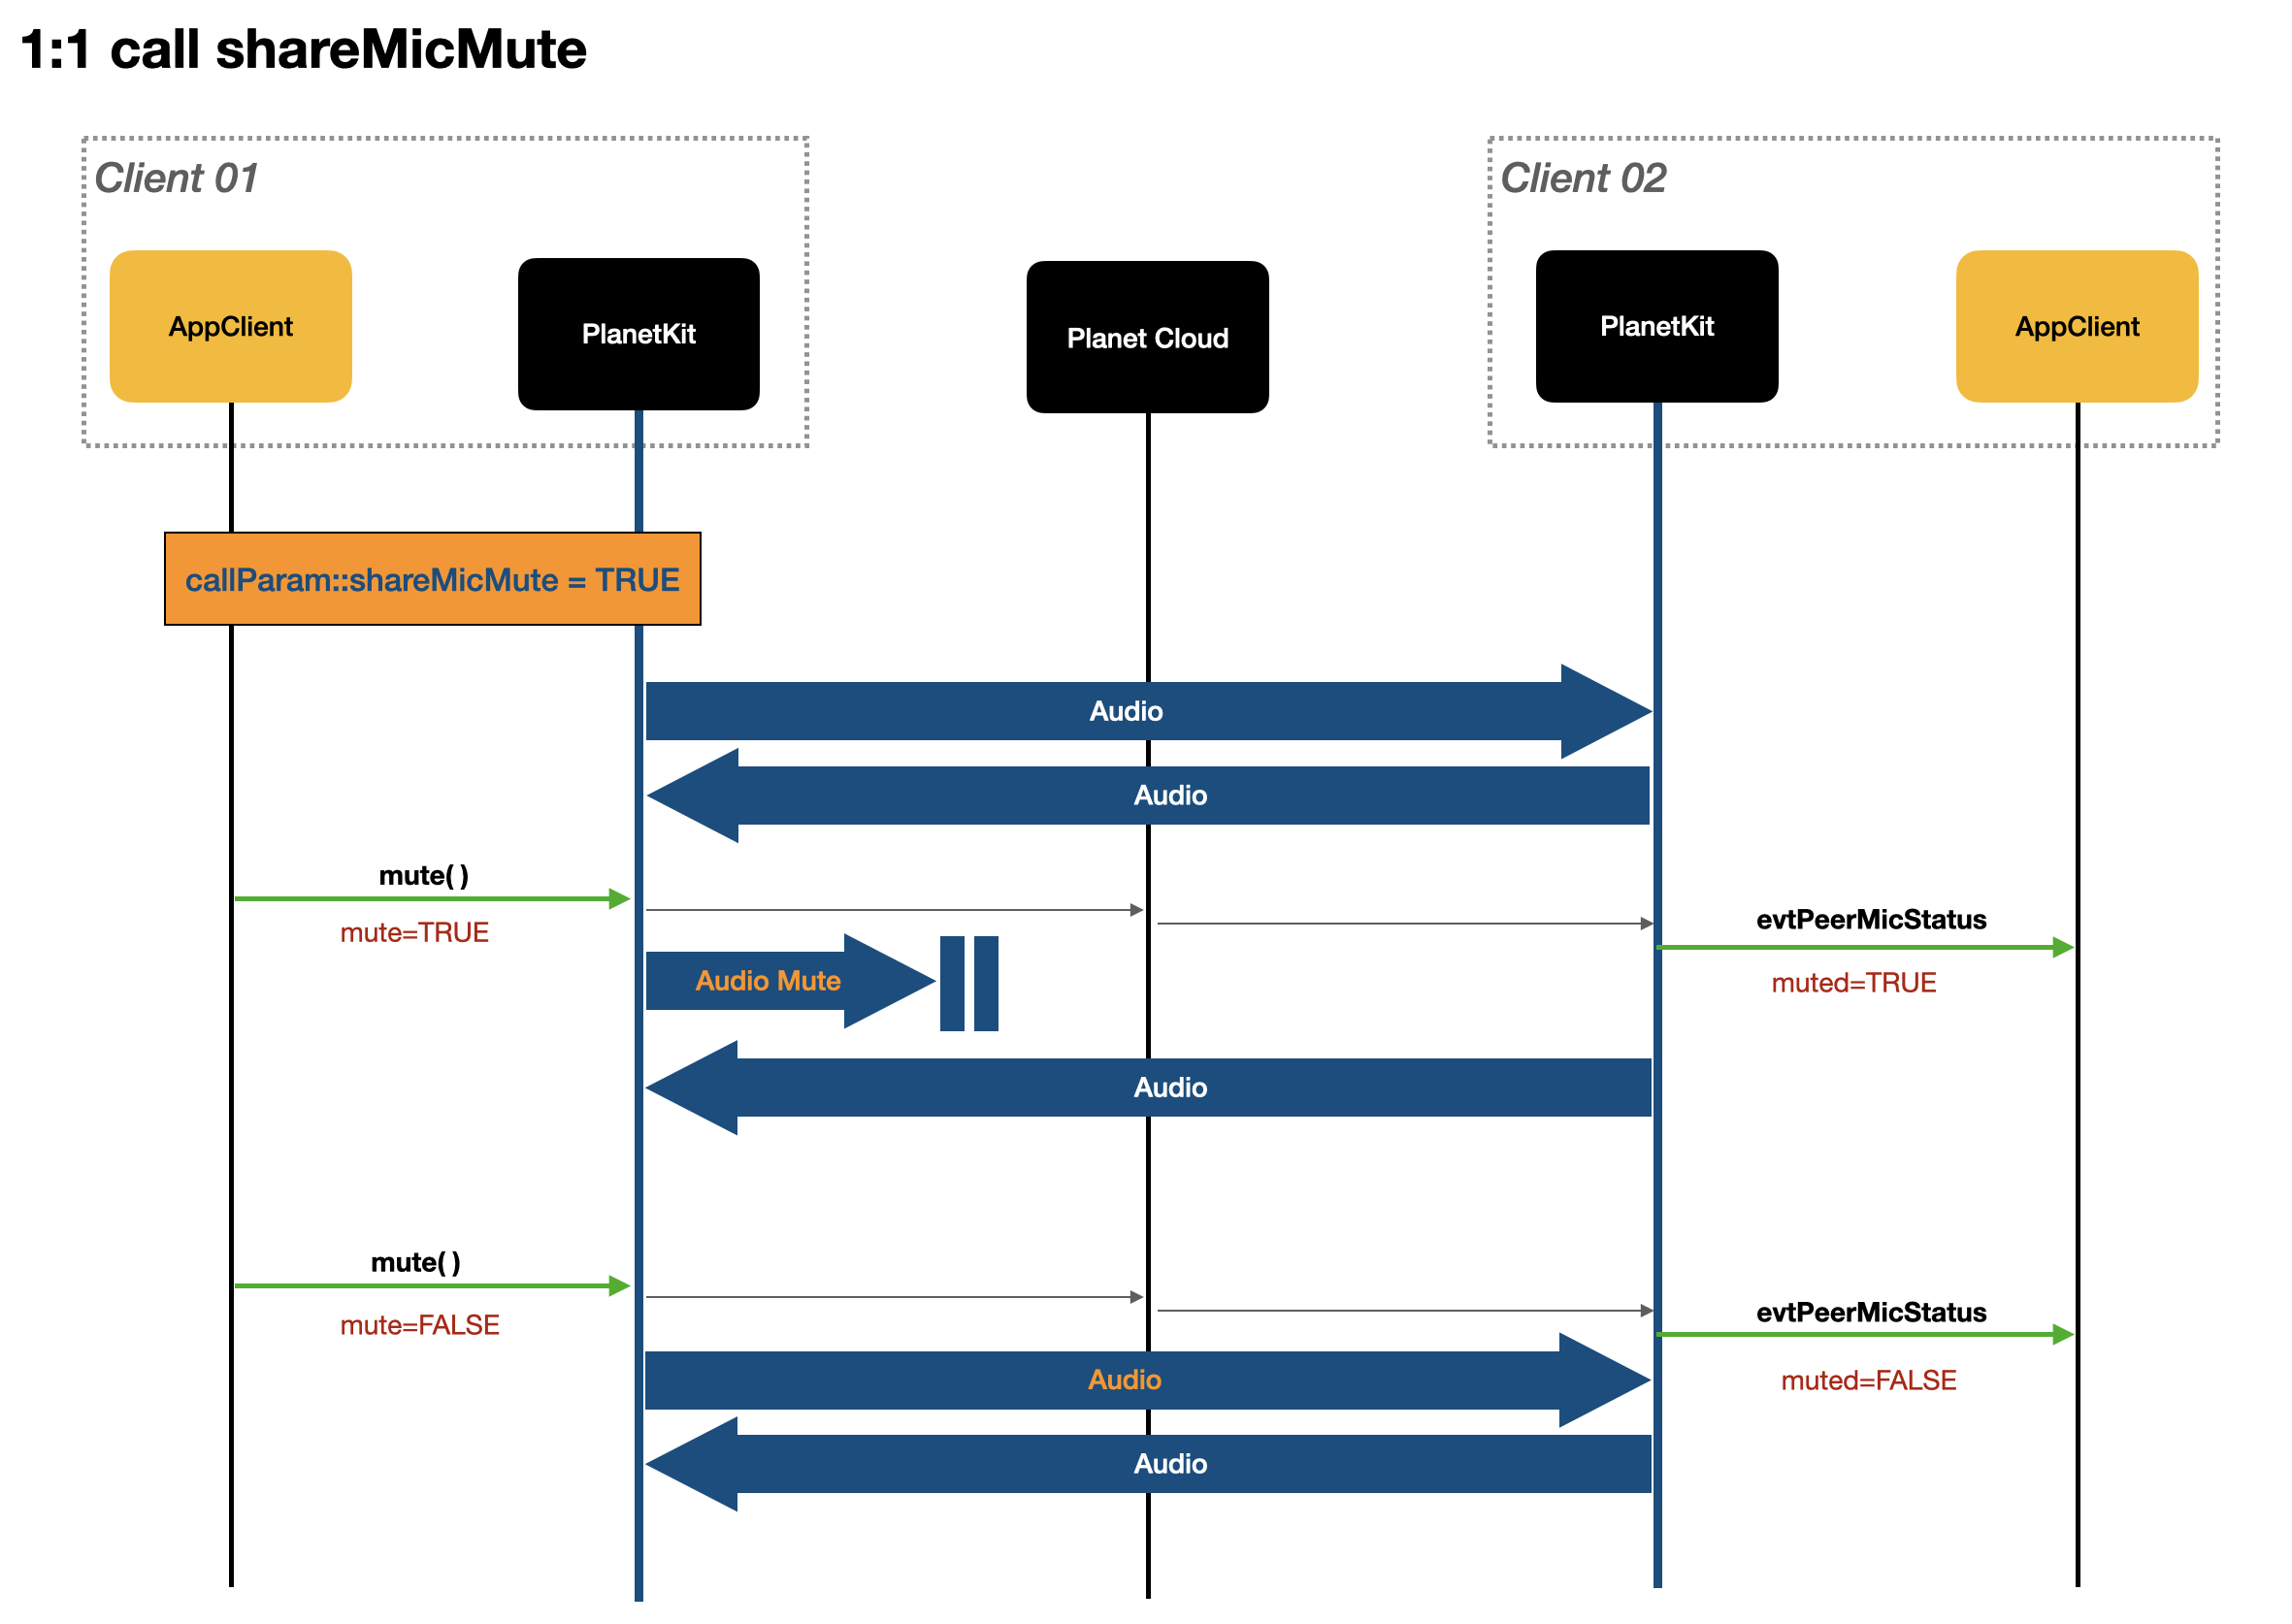 1:1 call shareMicMute
Client 01
Client 02
AppClient
PlanetKit
Planet Cloud
PlanetKit
AppClient
callParam::shareMicMute = TRUE
Audio
Audio
mute( )
mute=TRUE
evtPeerMicStatus
muted=TRUE
Audio Mute
Audio
mute( )
mute=FALSE
evtPeerMicStatus
muted=FALSE
Audio
Audio